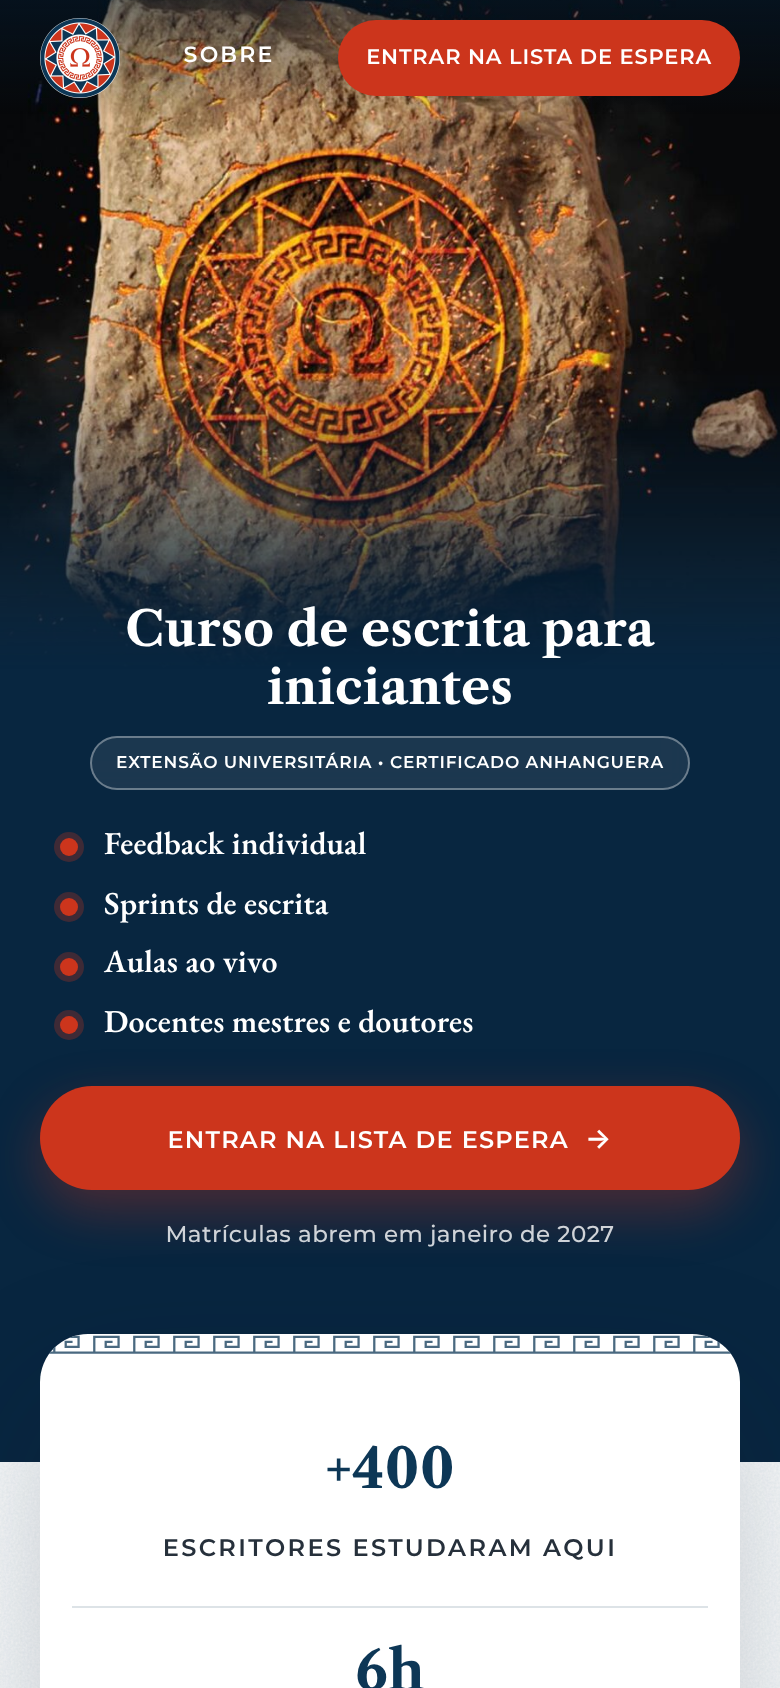 SOBRE
ENTRAR NA LISTA DE ESPERA
Ω
Ω
Curso de escrita para
iniciantes
EXTENSÃO UNIVERSITÁRIA • CERTIFICADO ANHANGUERA
Feedback individual
Sprints de escrita
Aulas ao vivo
Docentes mestres e doutores
ENTRAR NA LISTA DE ESPERA →
Matrículas abrem em janeiro de 2027
+400
ESCRITORES ESTUDARAM AQUI
6h